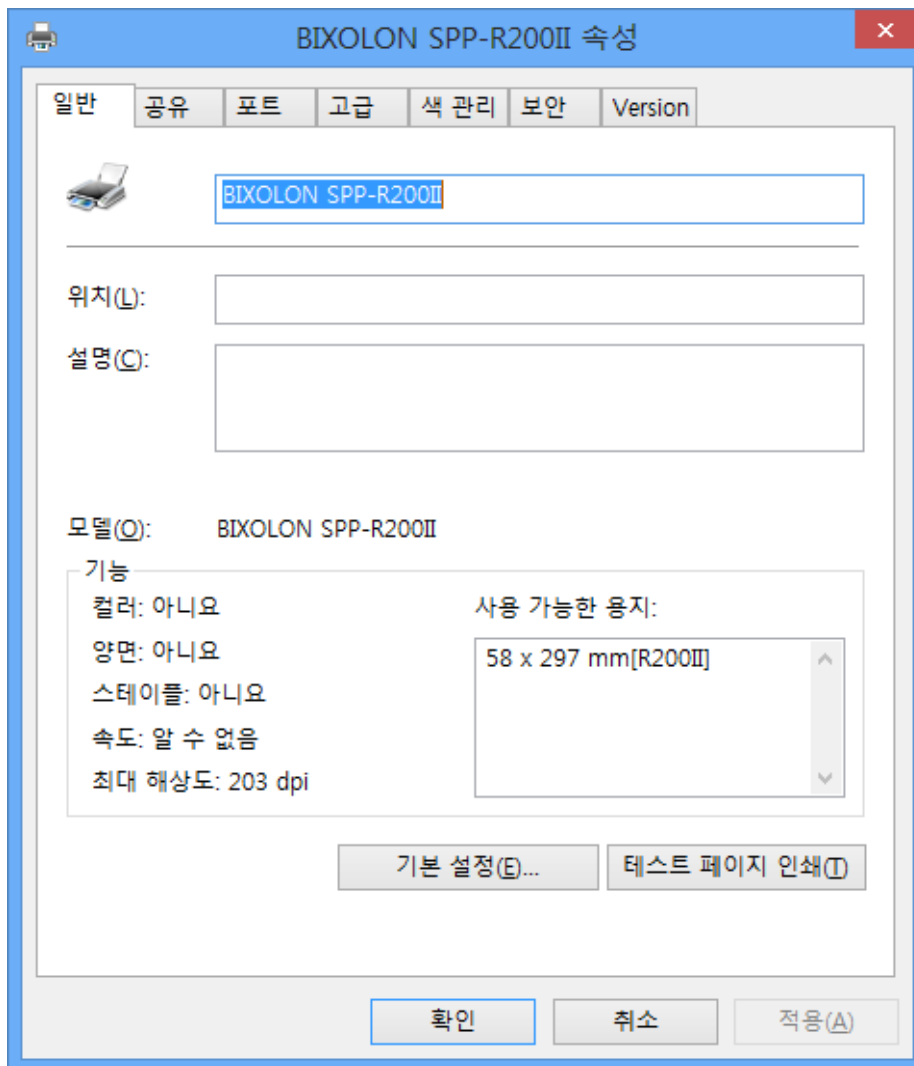 BIXOLON SPP-R200II 속성
일반 공유 포트 고급 색 관리 보안 Version
BIXOLON SPP-R200II
위치(L):
설명(C):
모델(O): BIXOLON SPP-R200II
기능
컬러: 아니요
양면: 아니요
스테이플: 아니요
속도: 알 수 없음
최대 해상도: 203 dpi
사용 가능한 용지:
58 x 297 mm[R200II]
기본 설정(E)... 테스트 페이지 인쇄(T)
확인 취소 적용(A)